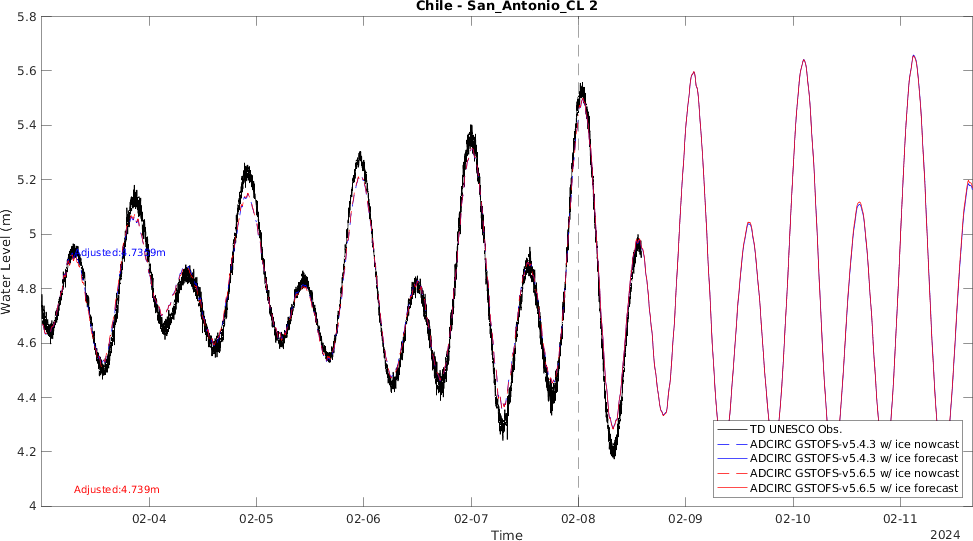 Chile - San_Antonio_CL 2
5.8
5.6
5.4
5.2
5
4.8
4.6
4.4
4.2
4
Water Level (m)
Adjusted:4.7309m
Adjusted:4.739m
TD UNESCO Obs.
ADCIRC GSTOFS-v5.4.3 w/ ice nowcast
ADCIRC GSTOFS-v5.4.3 w/ ice forecast
ADCIRC GSTOFS-v5.6.5 w/ ice nowcast
ADCIRC GSTOFS-v5.6.5 w/ ice forecast
02-04 02-05 02-06 02-07 02-08 02-09 02-10 02-11
Time
2024